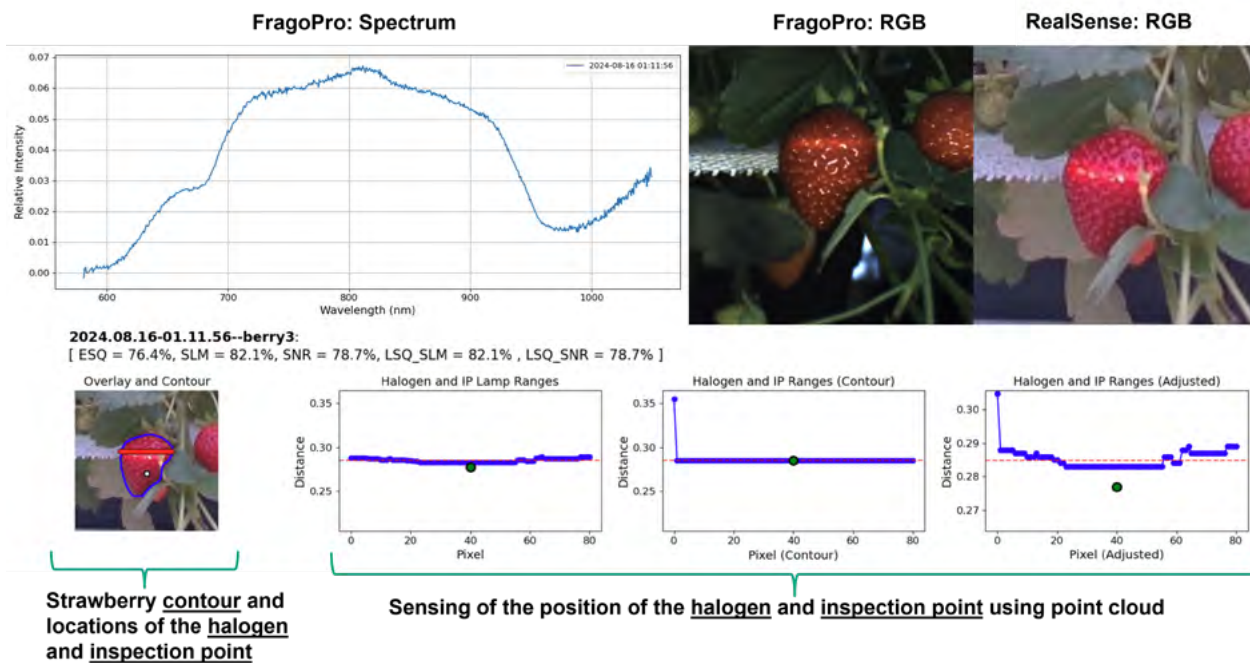 FragoPro: Spectrum
FragoPro: RGB
RealSense: RGB
0.07
0.06
0.05
0.04
0.03
0.02
0.01
0.00
Relative Intensity
2024-08-16 01:11:56
600
700
800
900
1000
Wavelength (nm)
2024.08.16-01.11.56--berry3:
[ ESQ = 76.4%, SLM = 82.1%, SNR = 78.7%, LSQ_SLM = 82.1% , LSQ_SNR = 78.7% ]
Overlay and Contour
Halogen and IP Lamp Ranges
0.35
0.30
0.25
Distance
0
20
40
60
80
Pixel
Halogen and IP Ranges (Contour)
0.35
0.30
0.25
Distance
0
20
40
60
80
Pixel (Contour)
Halogen and IP Ranges (Adjusted)
0.30
0.29
0.28
0.27
Distance
0
20
40
60
80
Pixel (Adjusted)
Strawberry contour and
locations of the halogen
and inspection point
Sensing of the position of the halogen and inspection point using point cloud